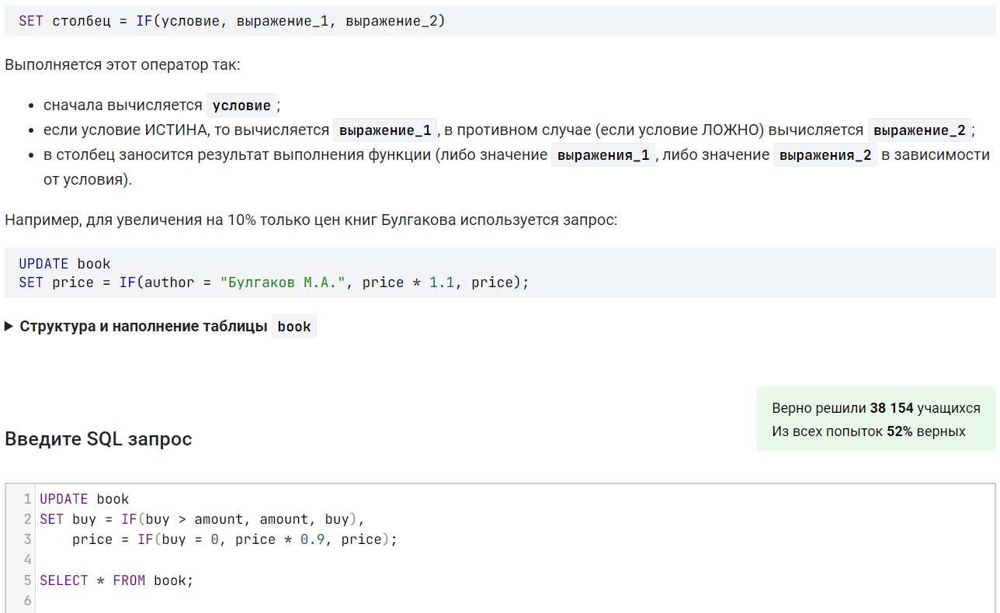 SET столбец = IF(условие, выражение_1, выражение_2)
Выполняется этот оператор так:
сначала вычисляется условие;
если условие ИСТИНА, то вычисляется выражение_1, в противном случае (если условие ЛОЖНО) вычисляется выражение_2;
в столбец заносится результат выполнения функции (либо значение выражения_1, либо значение выражения_2 в зависимости
от условия).
Например, для увеличения на 10% только цен книг Булгакова используется запрос:
UPDATE book
SET price = IF(author = "Булгаков М.А.", price * 1.1, price);
Структура и наполнение таблицы book
Верно решили 38 154 учащихся
Из всех попыток 52% верных
Введите SQL запрос
1 UPDATE book
2 SET buy = IF(buy > amount, amount, buy),
3 price = IF(buy = 0, price * 0.9, price);
4
5 SELECT * FROM book;
6